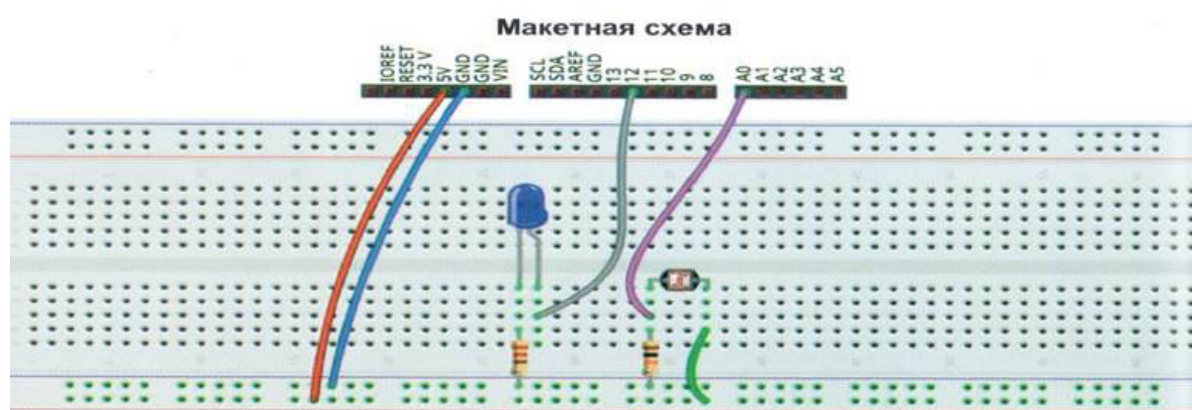 Макетная схема
IOREF
RESET
3.3 V
5V
GND
GND
VIN
SCL
SDA
AREF
GND
13
12
11
10
9
8
A0
A1
A2
A3
A4
A5